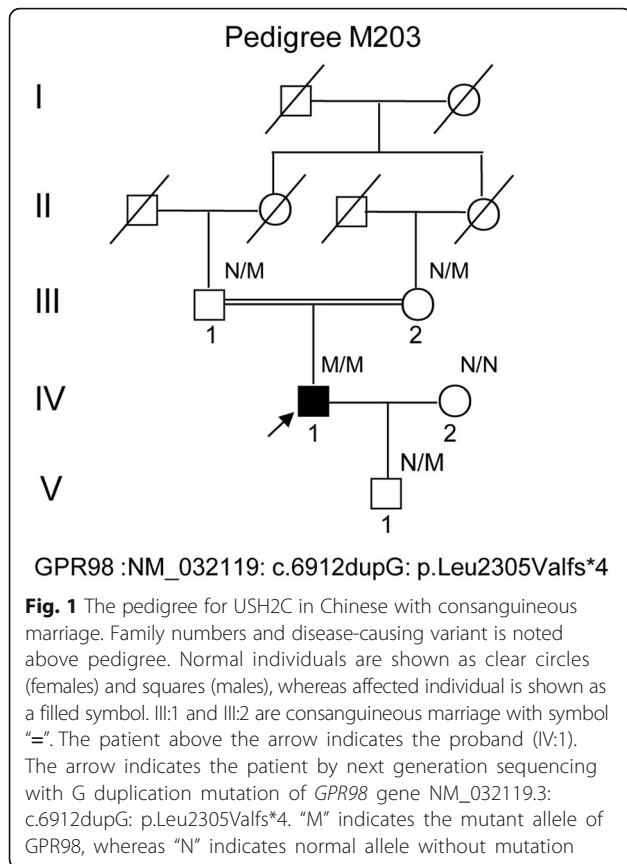 Pedigree M203
I
II
N/M N/M
III
1 2
M/M N/N
IV
1 2
N/M
V
1
GPR98 :NM_032119: c.6912dupG: p.Leu2305Valfs*4
Fig. 1 The pedigree for USH2C in Chinese with consanguineous
marriage. Family numbers and disease-causing variant is noted
above pedigree. Normal individuals are shown as clear circles
(females) and squares (males), whereas affected individual is shown as
a filled symbol. III:1 and III:2 are consanguineous marriage with symbol
“=”. The patient above the arrow indicates the proband (IV:1).
The arrow indicates the patient by next generation sequencing
with G duplication mutation of GPR98 gene NM_032119.3:
c.6912dupG: p.Leu2305Valfs*4. “M” indicates the mutant allele of
GPR98, whereas “N” indicates normal allele without mutation